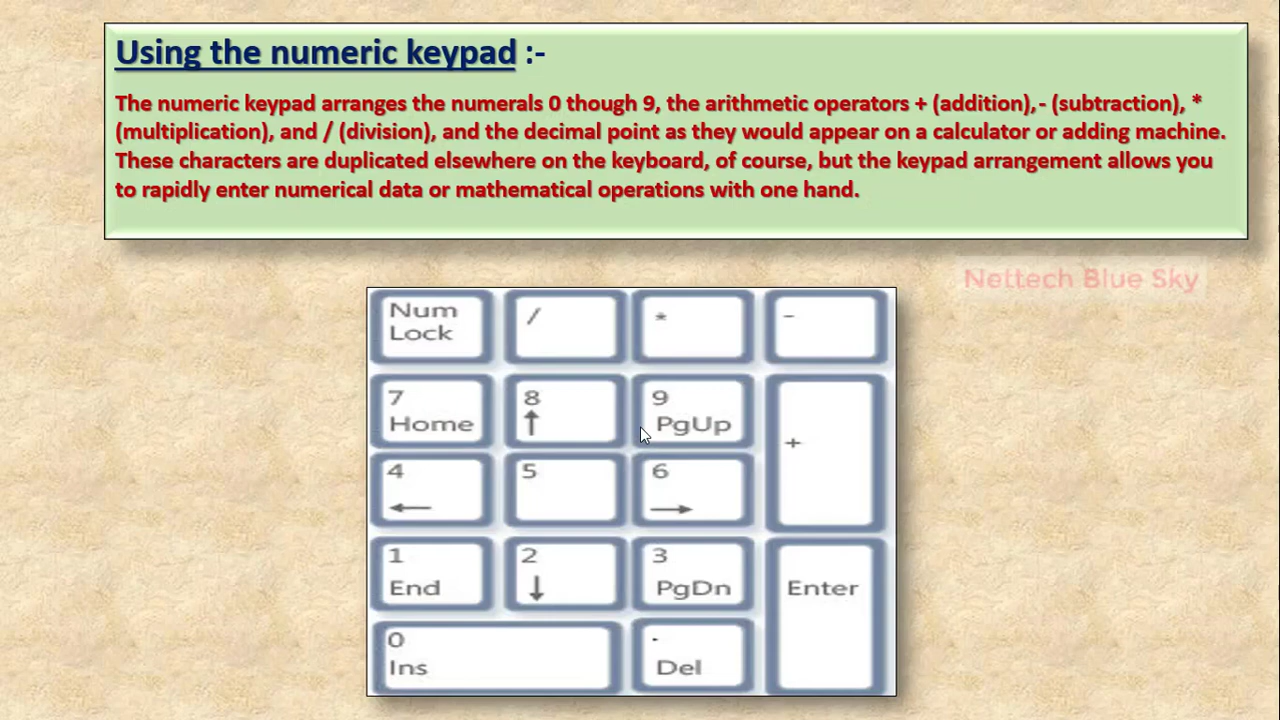 Using the numeric keypad :-
The numeric keypad arranges the numerals 0 though 9, the arithmetic operators + (addition), - (subtraction), *
(multiplication), and / (division), and the decimal point as they would appear on a calculator or adding machine.
These characters are duplicated elsewhere on the keyboard, of course, but the keypad arrangement allows you
to rapidly enter numerical data or mathematical operations with one hand.
Nettech Blue Sky
Num
Lock
/
*
-
7
Home
8
↑
9
PgUp
+
4
←
5
6
→
1
End
2
↓
3
PgDn
Enter
0
Ins
.
Del